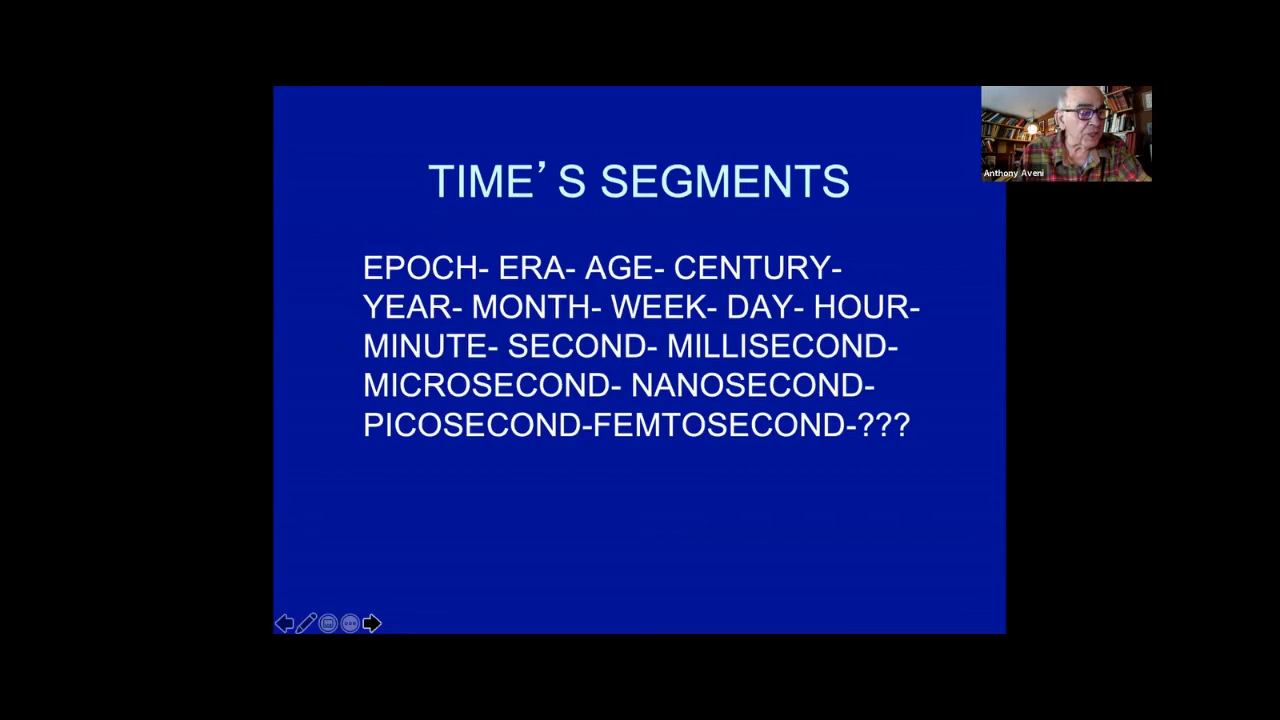 TIME’S SEGMENTS
EPOCH- ERA- AGE- CENTURY-
YEAR- MONTH- WEEK- DAY- HOUR-
MINUTE- SECOND- MILLISECOND-
MICROSECOND- NANOSECOND-
PICOSECOND-FEMTOSECOND-???
Anthony Aveni